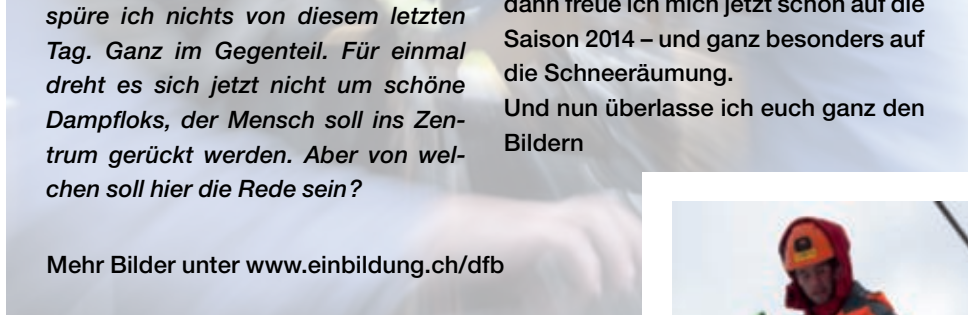 spüre ich nichts von diesem letzten
Tag. Ganz im Gegenteil. Für einmal
dreht es sich jetzt nicht um schöne
Dampfloks, der Mensch soll ins Zen-
trum gerückt werden. Aber von wel-
chen soll hier die Rede sein?
Mehr Bilder unter www.einbildung.ch/dfb
dann freue ich mich jetzt schon auf die
Saison 2014 – und ganz besonders auf
die Schneeräumung.
Und nun überlasse ich euch ganz den
Bildern